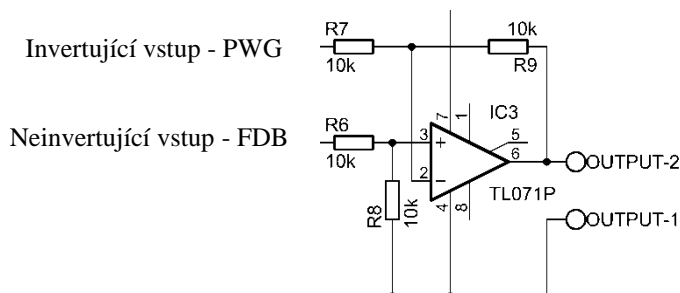 R7
10k
10k
R9
Invertující vstup - PWG
7
1
IC3
R6
10k
Neinvertující vstup - FDB
3
+
5
6
OUTPUT-2
2
−
TL071P
R8
10k
4
8
OUTPUT-1